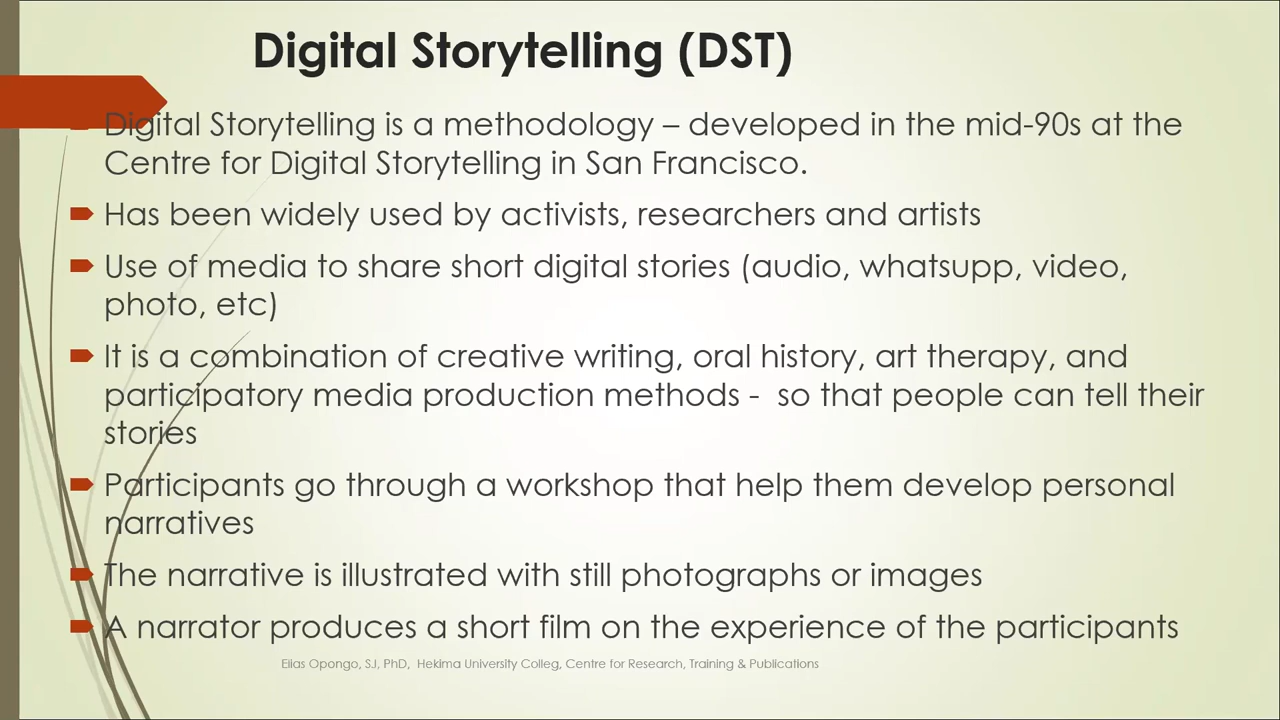 Digital Storytelling (DST)
Digital Storytelling is a methodology – developed in the mid-90s at the
Centre for Digital Storytelling in San Francisco.
Has been widely used by activists, researchers and artists
Use of media to share short digital stories (audio, whatsupp, video,
photo, etc)
It is a combination of creative writing, oral history, art therapy, and
participatory media production methods -  so that people can tell their
stories
Participants go through a workshop that help them develop personal
narratives
The narrative is illustrated with still photographs or images
A narrator produces a short film on the experience of the participants
Elias Opongo, SJ, PhD,  Hekima University Colleg, Centre for Research, Training & Publications